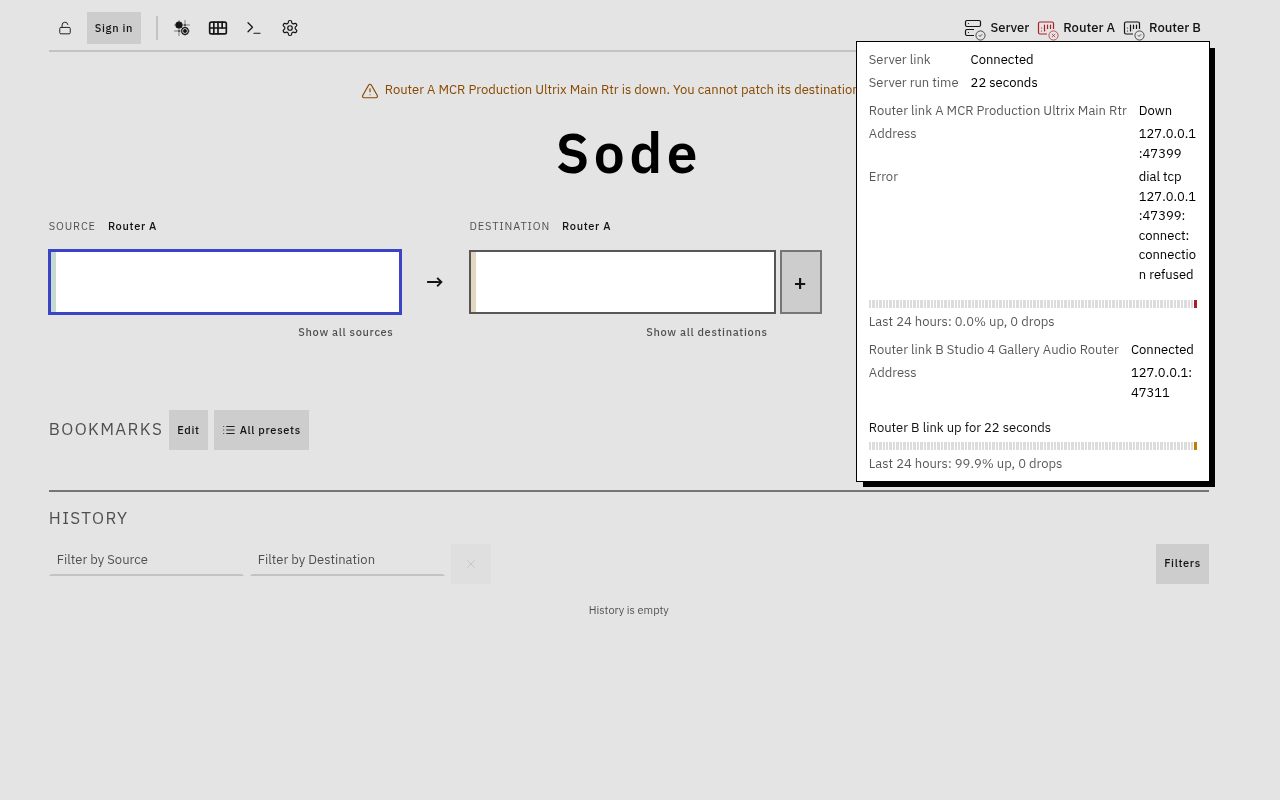 Sign in
Server
Router A
Router B
Router A MCR Production Ultrix Main Rtr is down. You cannot patch its destination
Sode
SOURCE Router A
DESTINATION Router A
→
+
Show all sources
Show all destinations
BOOKMARKS
Edit
All presets
HISTORY
Filter by Source
Filter by Destination
Filters
History is empty
Server link Connected
Server run time 22 seconds
Router link A MCR Production Ultrix Main Rtr Down
Address 127.0.0.1
:47399
Error dial tcp
127.0.0.1
:47399:
connect:
connectio
n refused
Last 24 hours: 0.0% up, 0 drops
Router link B Studio 4 Gallery Audio Router Connected
Address 127.0.0.1:
47311
Router B link up for 22 seconds
Last 24 hours: 99.9% up, 0 drops